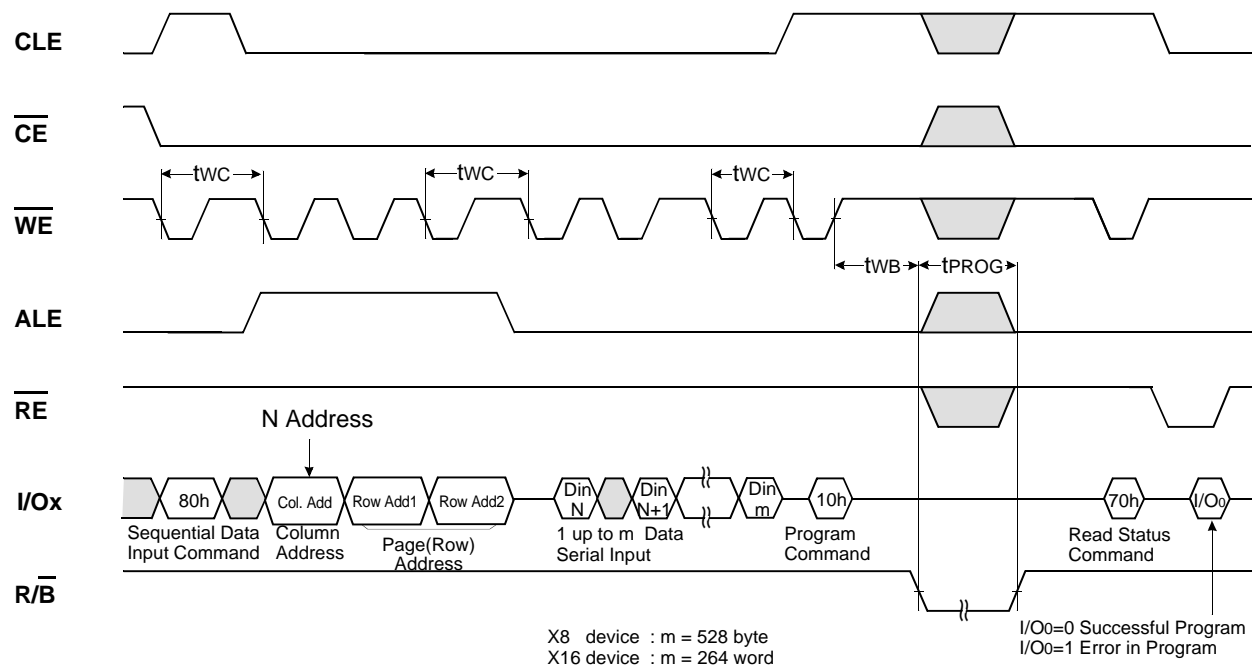 CLE
CE
tWC
tWC
tWC
WE
tWB
tPROG
ALE
RE
N Address
I/Ox
80h
Col. Add
Row Add1
Row Add2
Din
N
Din
N+1
Din
m
10h
70h
I/O0
Sequential Data
Input Command
Column
Address
Page(Row)
Address
1 up to m Data
Serial Input
Program
Command
Read Status
Command
R/B
X8 device : m = 528 byte
X16 device : m = 264 word
I/O0=0 Successful Program
I/O0=1 Error in Program